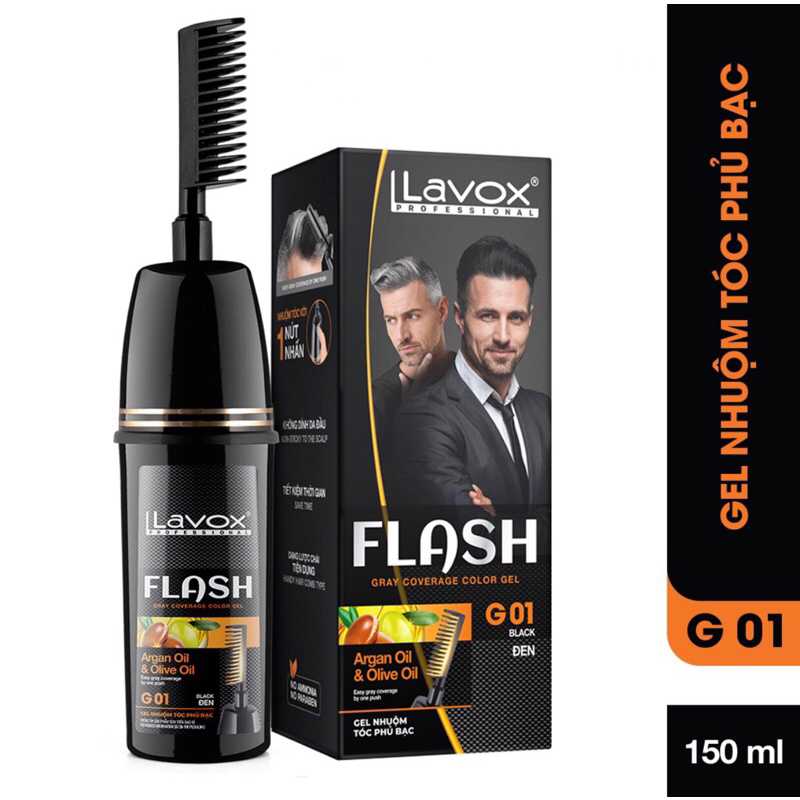 Lavox®
PROFESSIONAL
EASY GRAY COVERAGE BY ONE PUSH
NHUỘM TÓC VỚI
1 NÚT
NHẤN
KHÔNG DÍNH DA ĐẦU
NON-STICKY TO THE SCALP
TIẾT KIỆM THỜI GIAN
SAVE TIME
DẠNG LƯỢC CHẢI
TIỆN DỤNG
HANDY HAIR COMB TYPE
NO AMMONIA
NO PARABEN
FLASH
GRAY COVERAGE COLOR GEL
G 01
BLACK
ĐEN
Argan Oil
& Olive Oil
GEL NHUỘM
TÓC PHỦ BẠC
Lavox®
PROFESSIONAL
FLASH
GRAY COVERAGE COLOR GEL
Argan Oil
& Olive Oil
Easy gray coverage
by one push
G 01
BLACK
ĐEN
GEL NHUỘM TÓC PHỦ BẠC
GEL NHUỘM TÓC PHỦ BẠC
G 01
150 ml